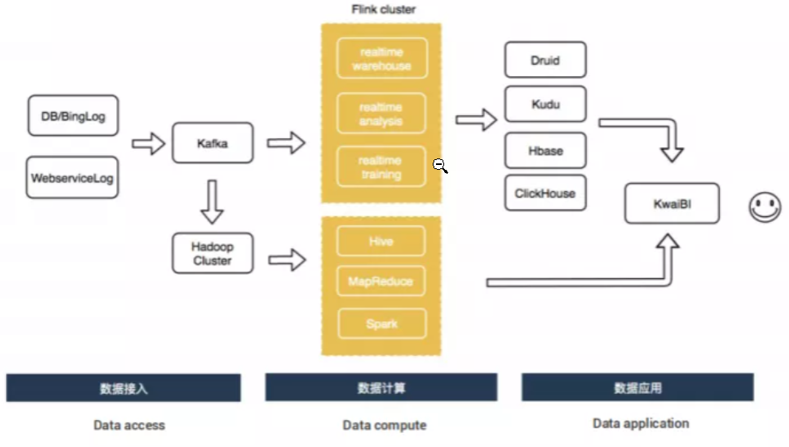 Flink cluster
realtime
warehouse
realtime
analysis
realtime
training
DB/BingLog
WebserviceLog
Kafka
Hadoop
Cluster
Hive
MapReduce
Spark
Druid
Kudu
Hbase
ClickHouse
KwaiBI
数据接入
数据计算
数据应用
Data access
Data compute
Data application